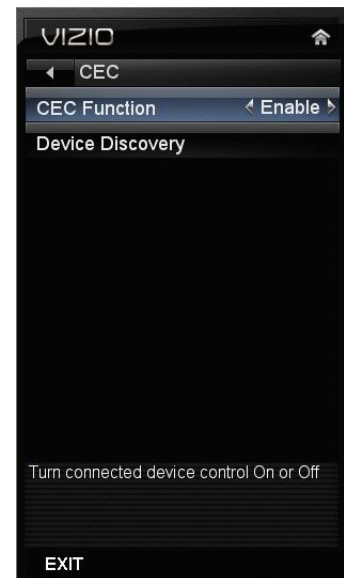 VIZIO
CEC
CEC Function Enable
Device Discovery
Turn connected device control On or Off
EXIT